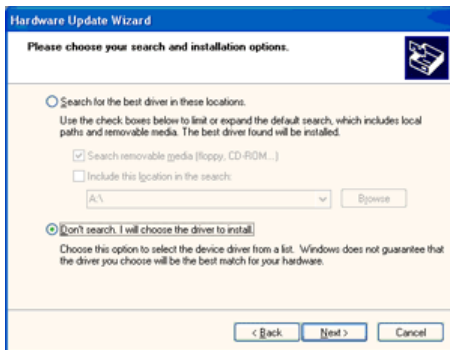 Hardware Update Wizard
Please choose your search and installation options.
Search for the best driver in these locations.
Use the check boxes below to limit or expand the default search, which includes local
paths and removable media. The best driver found will be installed.
Search removable media (floppy, CD-ROM...)
Include this location in the search:
A:\
Browse
Don't search. I will choose the driver to install.
Choose this option to select the device driver from a list. Windows does not guarantee that
the driver you choose will be the best match for your hardware.
< Back Next > Cancel